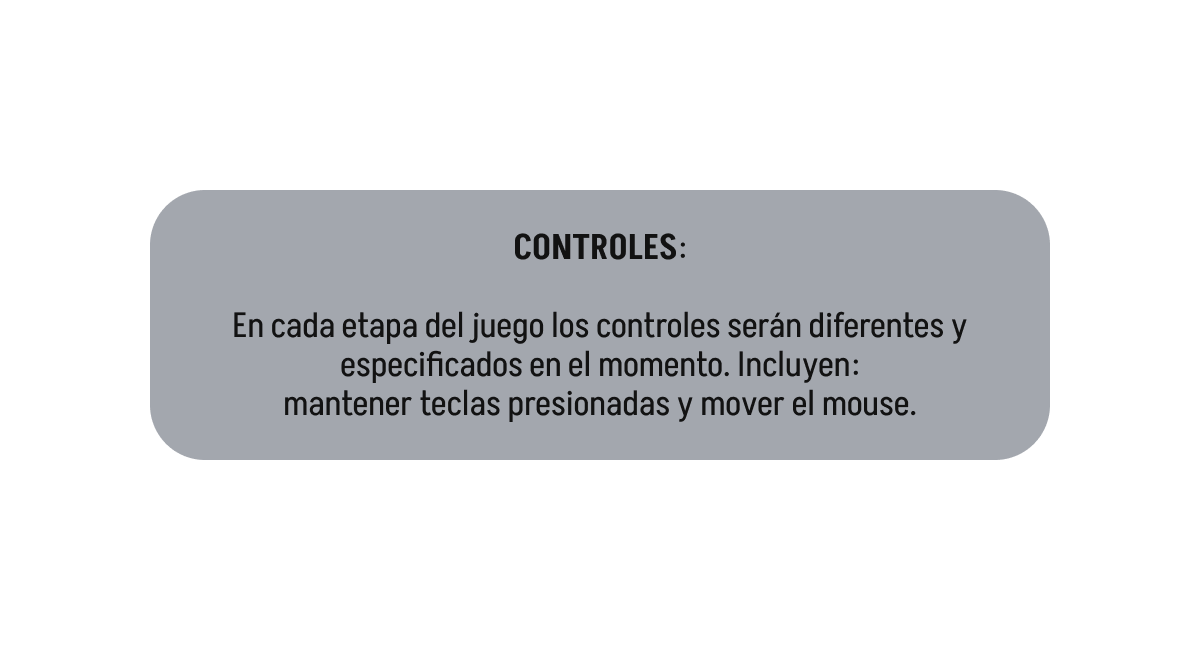 CONTROLES:
En cada etapa del juego los controles serán diferentes y
especificados en el momento. Incluyen:
mantener teclas presionadas y mover el mouse.